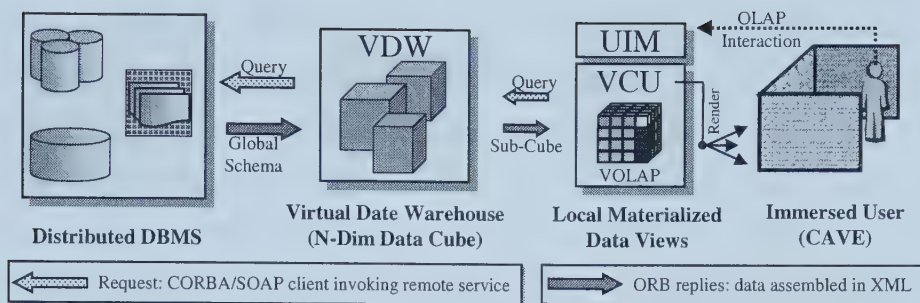 VDW
Query
Global
Schema
Query
Sub-Cube
UIM
VCU
VOLAP
Render
OLAP
Interaction
Distributed DBMS
Virtual Date Warehouse
(N-Dim Data Cube)
Local Materialized
Data Views
Immersed User
(CAVE)
Request: CORBA/SOAP client invoking remote service
ORB replies: data assembled in XML